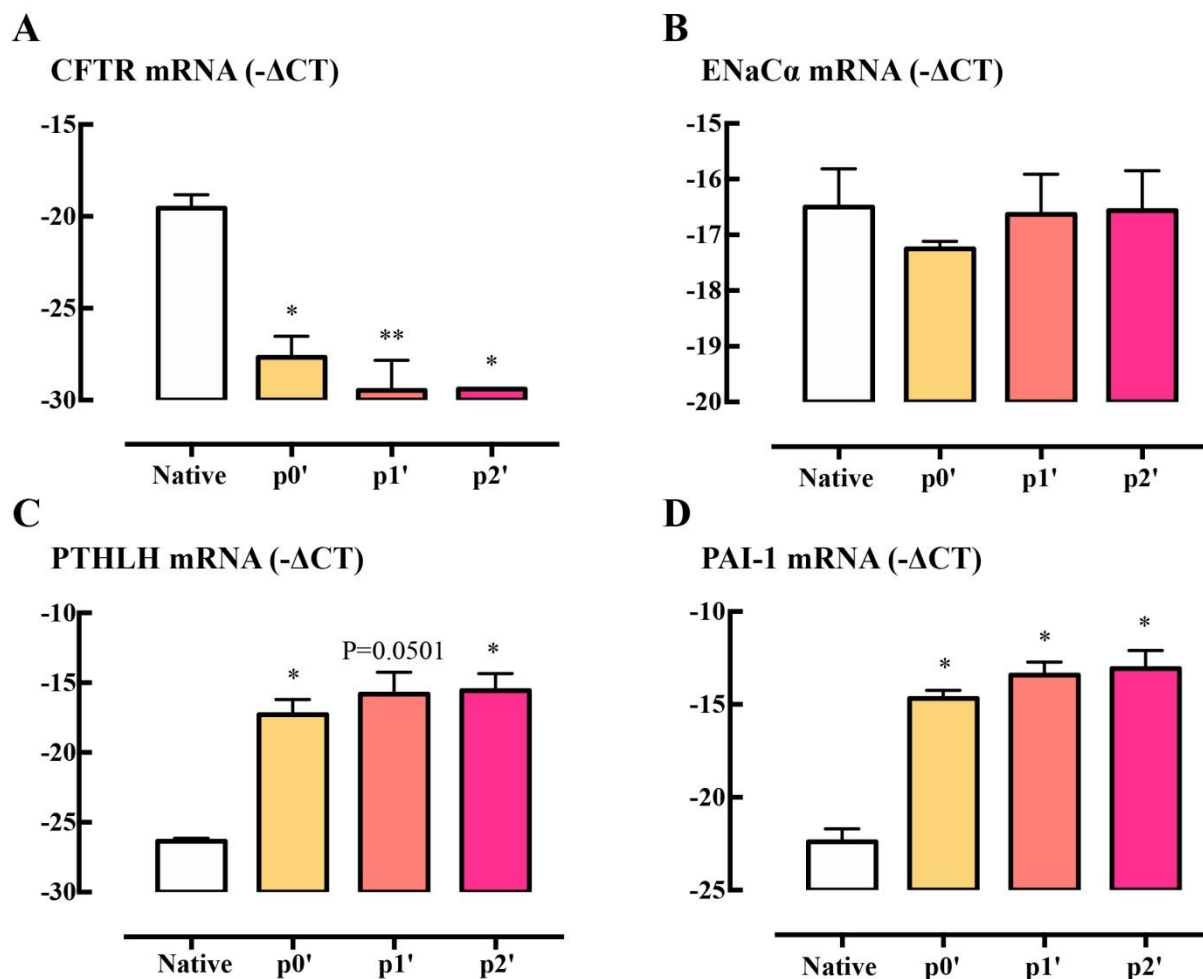 A
CFTR mRNA (-ΔCT)
-15
-20
-25
-30
*
**
*
Native p0' p1' p2'
B
ENaCα mRNA (-ΔCT)
-15
-16
-17
-18
-19
-20
Native p0' p1' p2'
C
PTHLH mRNA (-ΔCT)
-10
-15
-20
-25
-30
*
P=0.0501
*
Native p0' p1' p2'
D
PAI-1 mRNA (-ΔCT)
-10
-15
-20
-25
*
*
*
Native p0' p1' p2'